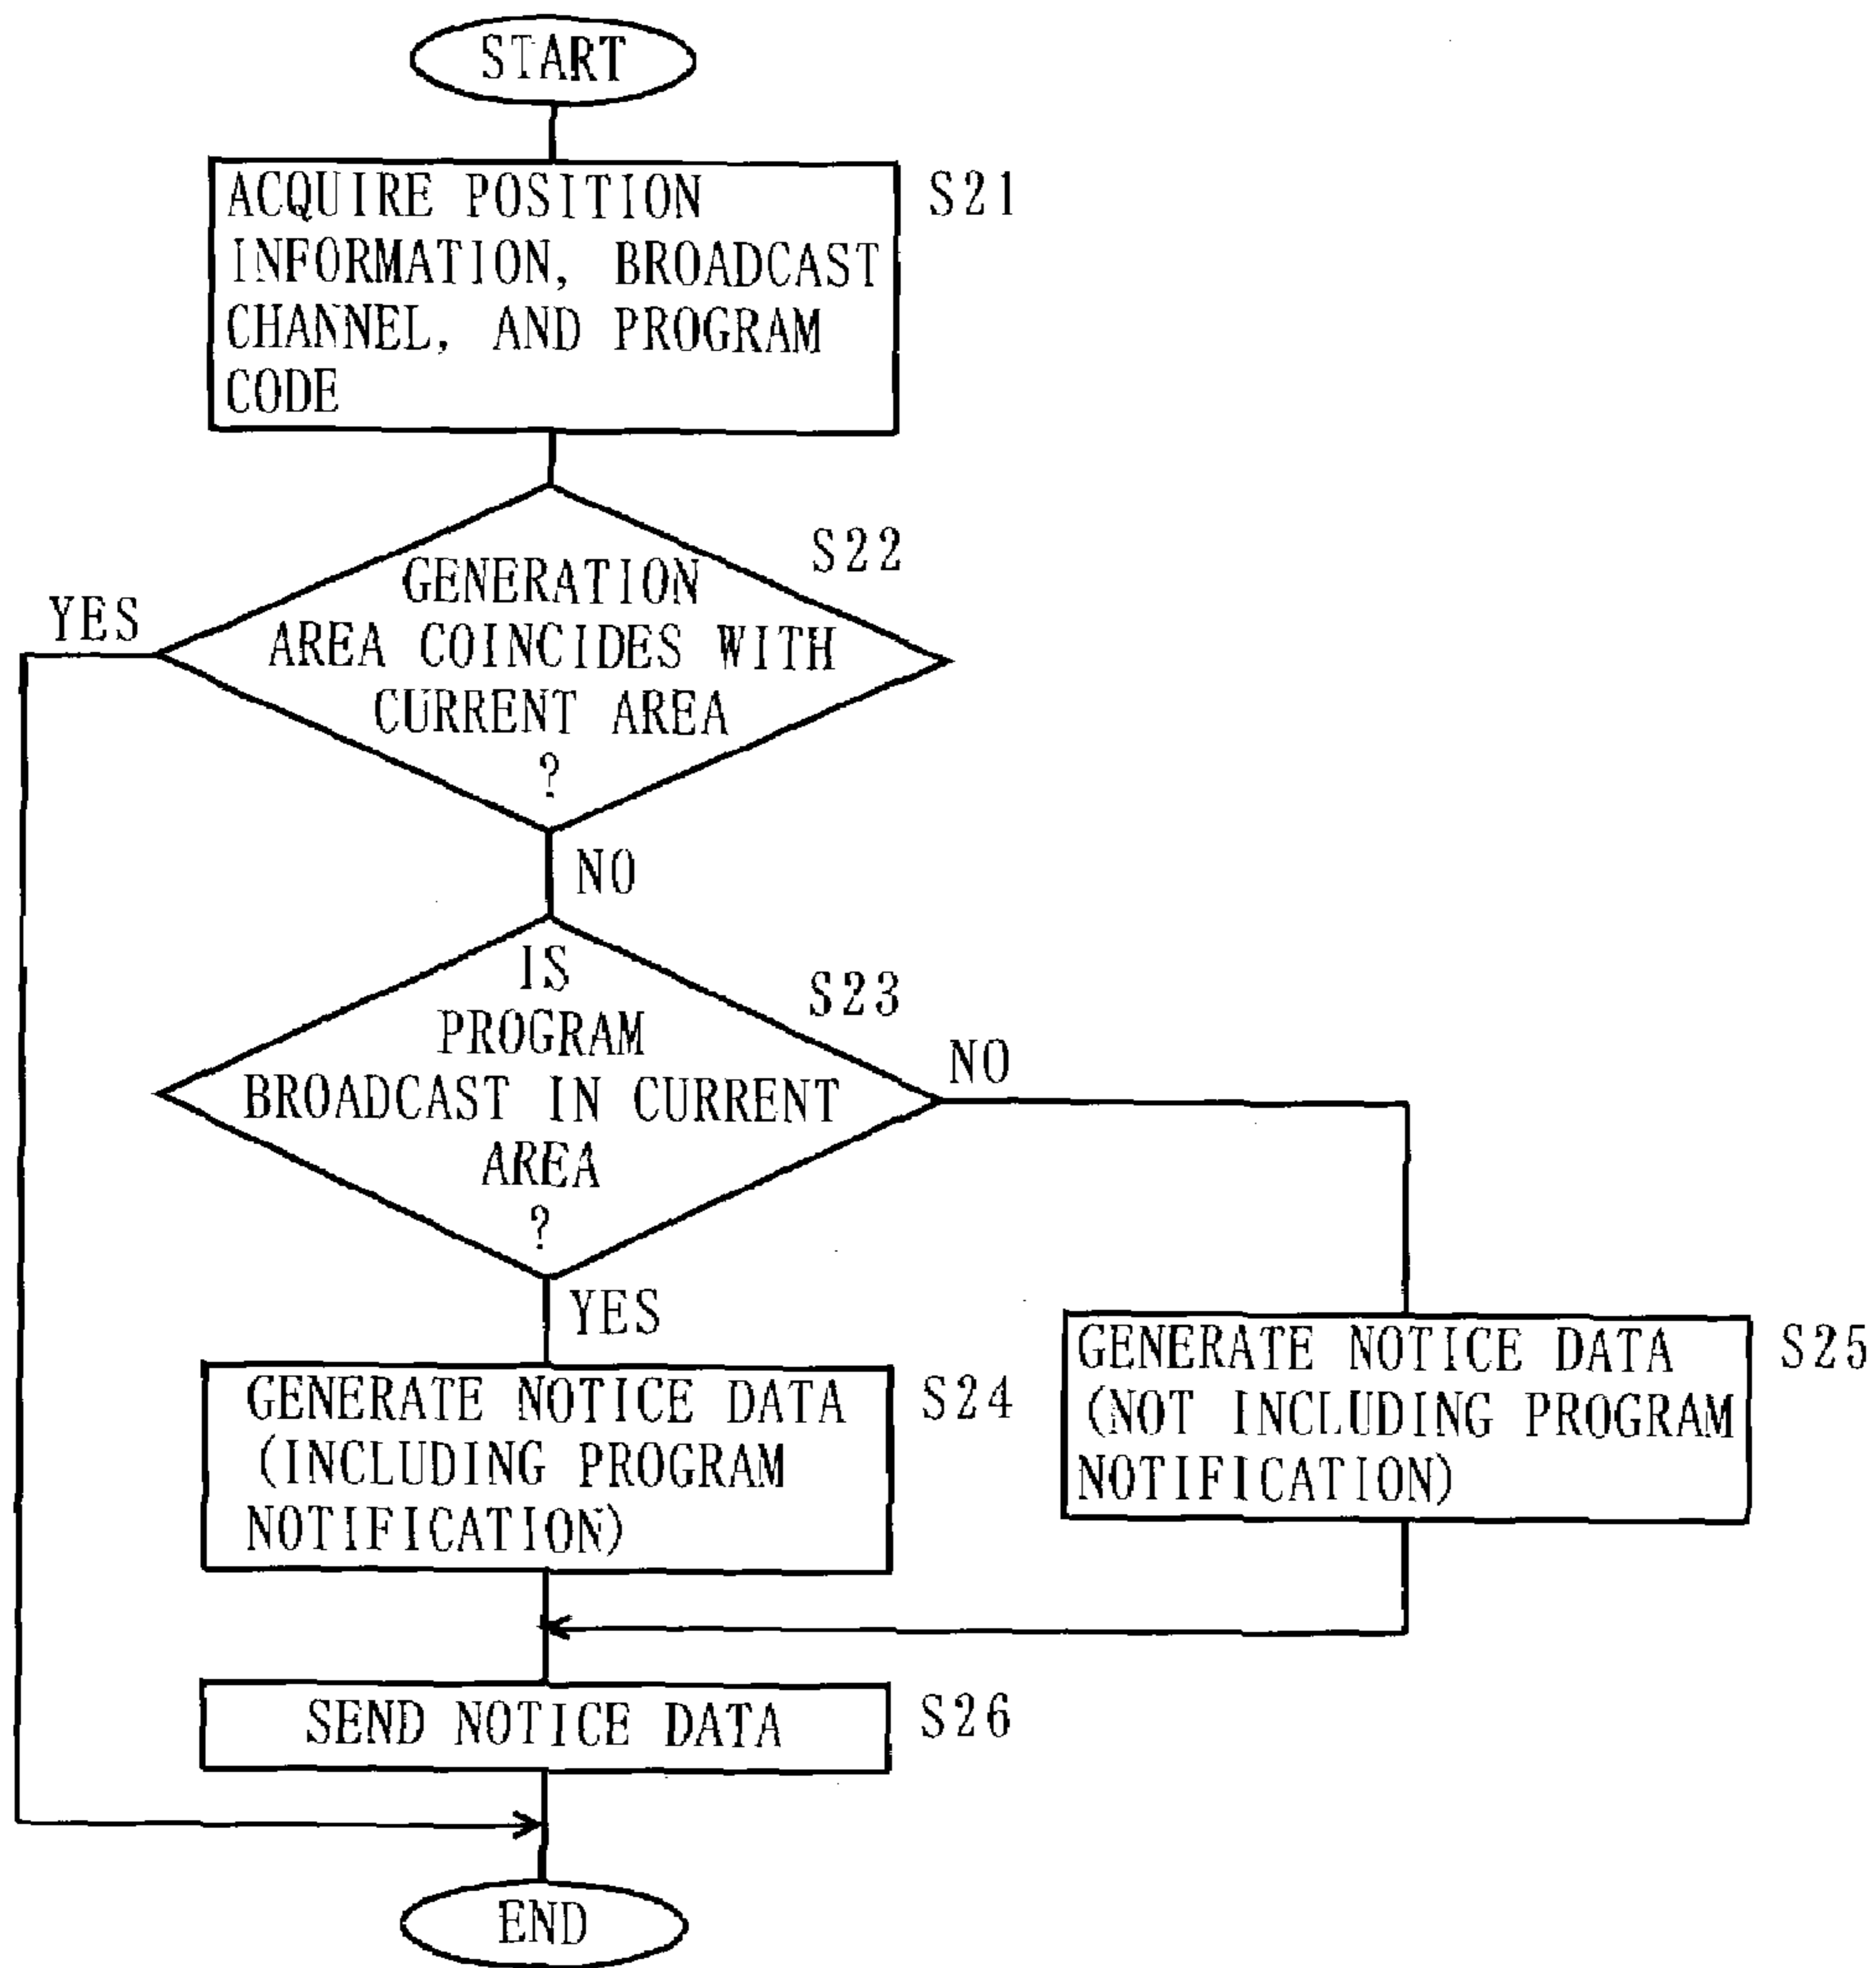 START
ACQUIRE POSITION
INFORMATION, BROADCAST
CHANNEL, AND PROGRAM
CODE
S21
S22
GENERATION
AREA COINCIDES WITH
CURRENT AREA
?
YES
NO
IS
PROGRAM
BROADCAST IN CURRENT
AREA
?
S23
NO
YES
GENERATE NOTICE DATA
(INCLUDING PROGRAM
NOTIFICATION)
S24
GENERATE NOTICE DATA
(NOT INCLUDING PROGRAM
NOTIFICATION)
S25
SEND NOTICE DATA
S26
END